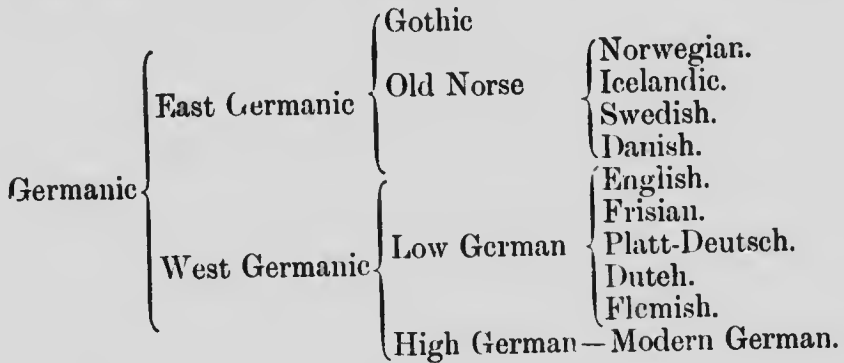 Gothic
Norwegian.
Old Norse
Icelandic.
East Germanic
Swedish.
Danish.
Germanic
English.
Frisian.
Low German
Platt-Deutsch.
West Germanic
Dutch.
Flemish.
High German—Modern German.